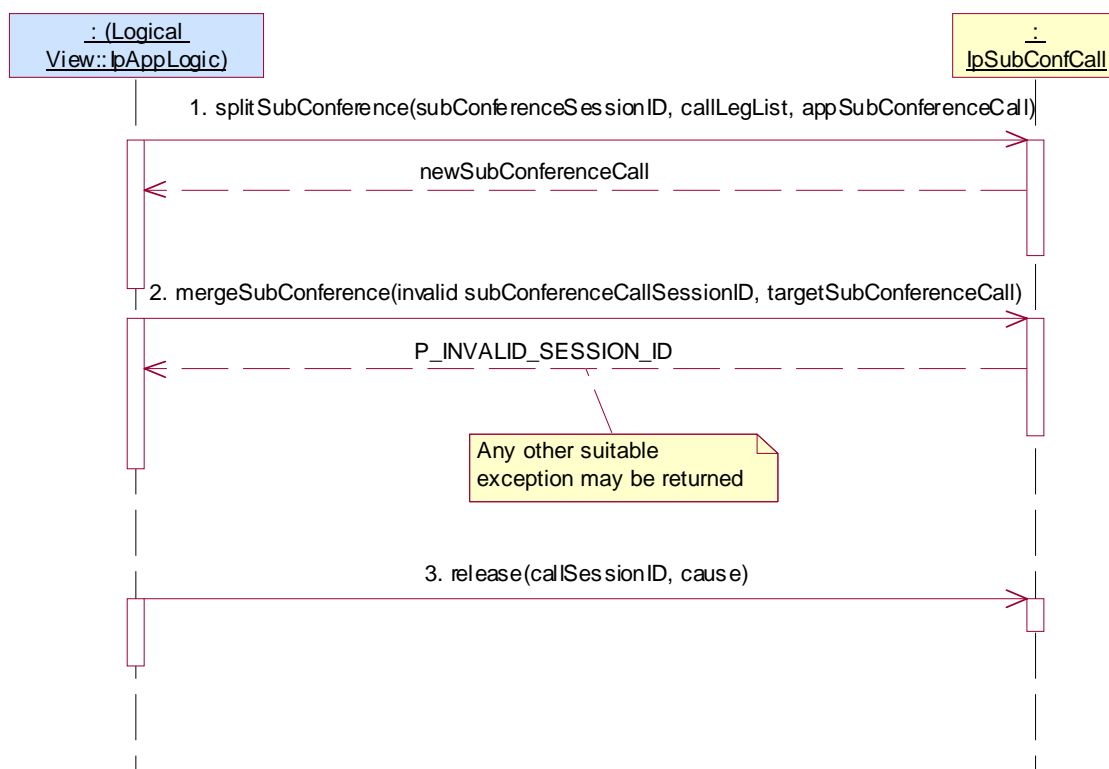 : (Logical
View::IpAppLogic)
:
IpSubConfCall
1. splitSubConference(subConferenceSessionID, callLegList, appSubConferenceCall)
newSubConferenceCall
2. mergeSubConference(invalid subConferenceCallSessionID, targetSubConferenceCall)
P_INVALID_SESSION_ID
Any other suitable
exception may be returned
3. release(callSessionID, cause)